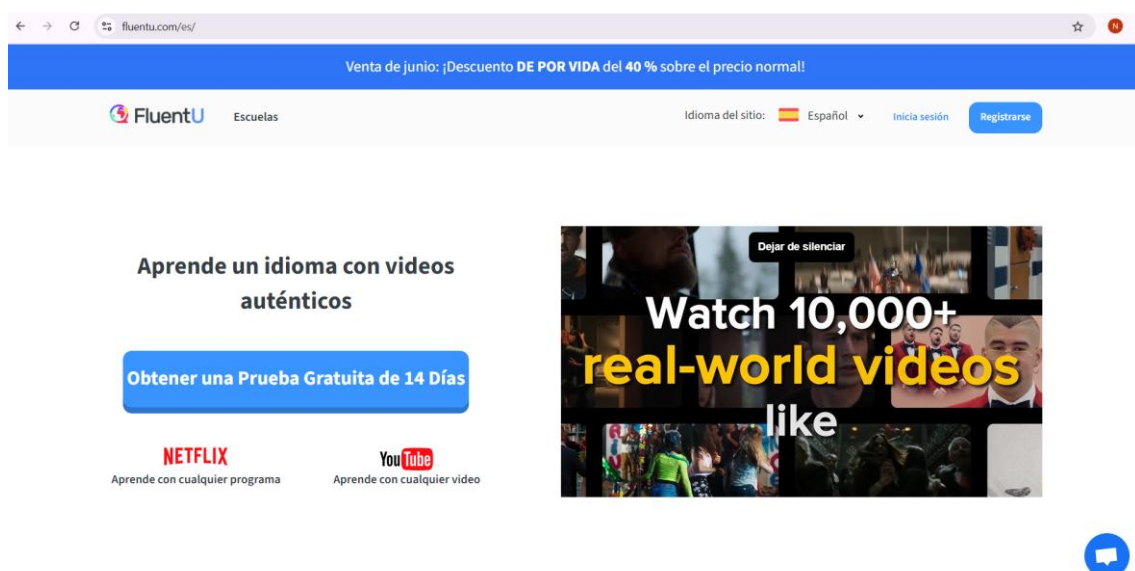 fluentu.com/es/
N
Venta de junio: ¡Descuento DE POR VIDA del 40 % sobre el precio normal!
FluentU
Escuelas
Idioma del sitio:
Español
Inicia sesión
Registrarse
Aprende un idioma con videos
auténticos
Obtener una Prueba Gratuita de 14 Días
NETFLIX
Aprende con cualquier programa
YouTube
Aprende con cualquier video
Dejar de silenciar
Watch 10,000+
real-world videos
like